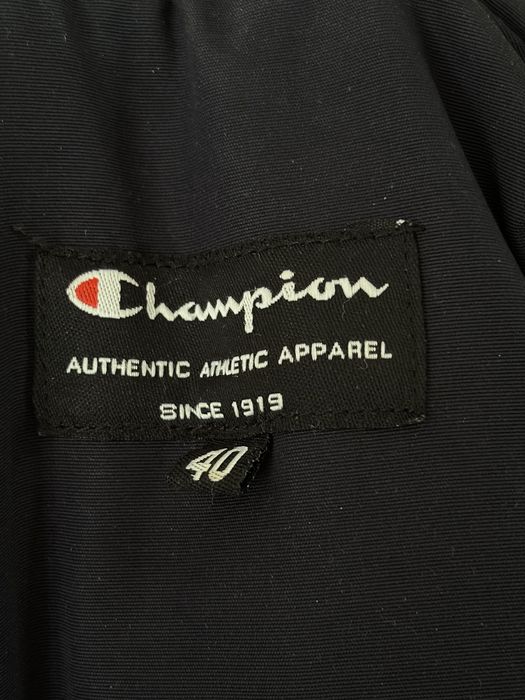 Champion
AUTHENTIC ATHLETIC APPAREL
SINCE 1919
40